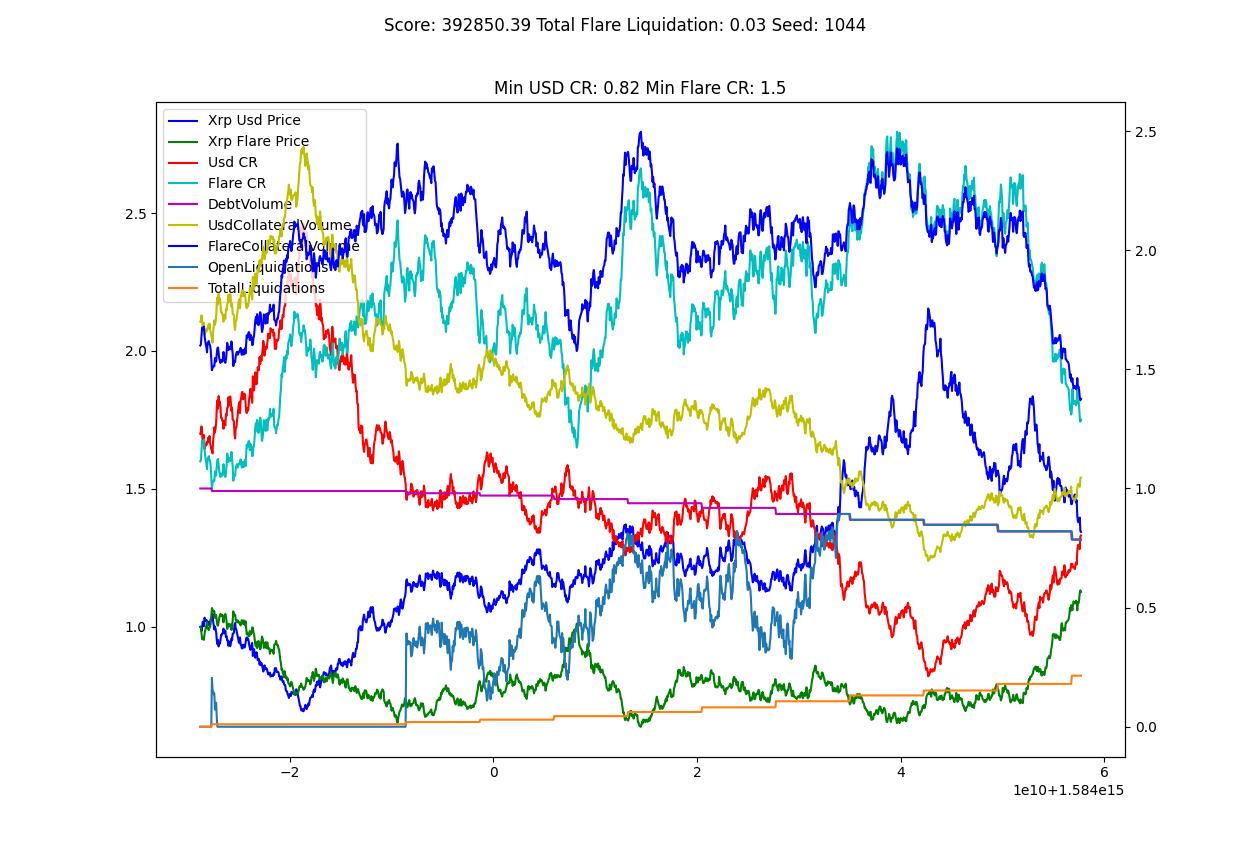 Score: 392850.39 Total Flare Liquidation: 0.03 Seed: 1044
Min USD CR: 0.82 Min Flare CR: 1.5
Xrp Usd Price
Xrp Flare Price
Usd CR
Flare CR
DebtVolume
UsdCollateralVolume
FlareCollateralVolume
OpenLiquidations
TotalLiquidations
2.5
2.0
1.5
1.0
2.5
2.0
1.5
1.0
0.5
0.0
−2 0 2 4 6
1e10+1.584e15